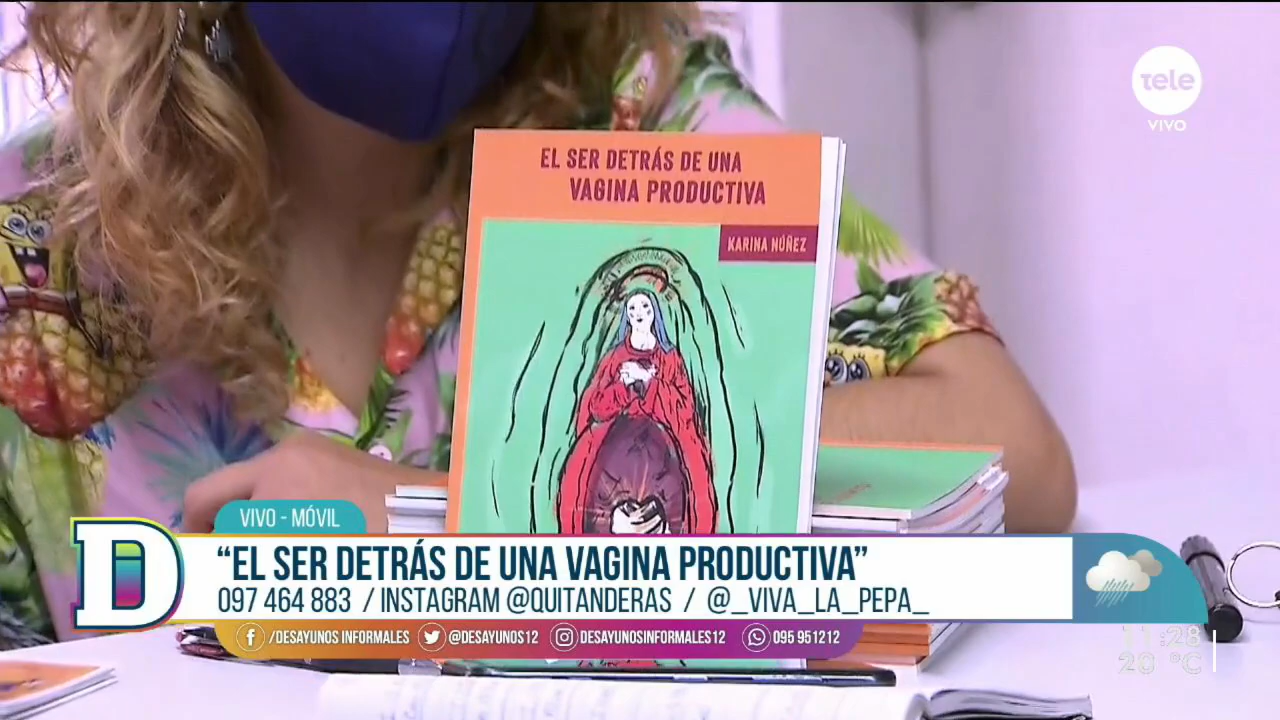 tele
VIVO
EL SER DETRÁS DE UNA
VAGINA PRODUCTIVA
KARINA NÚÑEZ
VIVO - MÓVIL
D
“EL SER DETRÁS DE UNA VAGINA PRODUCTIVA”
097 464 883 / INSTAGRAM @QUITANDERAS / @_VIVA_LA_PEPA_
/DESAYUNOS INFORMALES @DESAYUNOS12 DESAYUNOSINFORMALES12 095 951212
11:28
20 °C